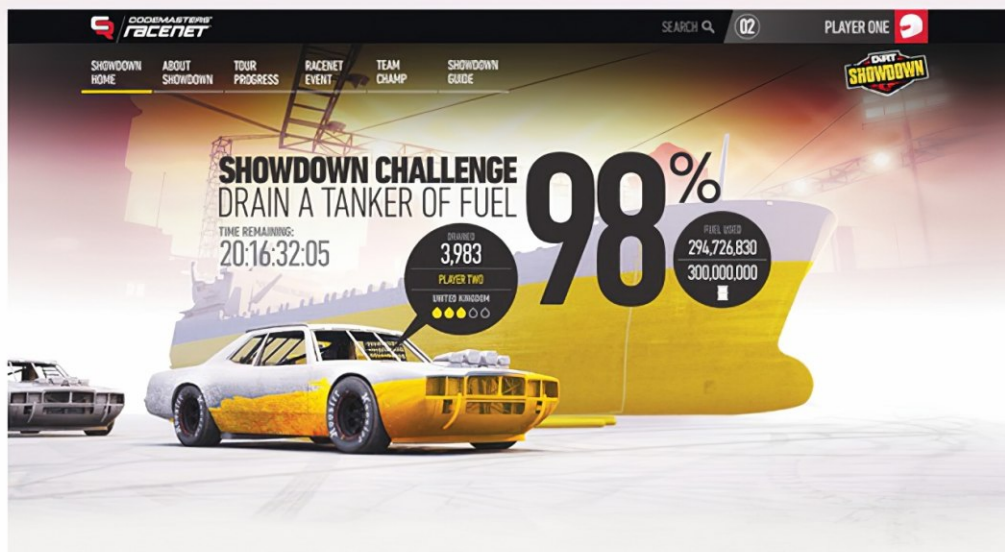 CODEMASTERS
RACENET
SEARCH
02
PLAYER ONE
SHOWDOWN
HOME
ABOUT
SHOWDOWN
TOUR
PROGRESS
RACENET
EVENT
TEAM
CHAMP
SHOWDOWN
GUIDE
DiRT
SHOWDOWN
SHOWDOWN CHALLENGE
DRAIN A TANKER OF FUEL
TIME REMAINING:
20:16:32:05
98%
DRAINED
3,983
PLAYER TWO
UNITED KINGDOM
FUEL USED
294,726,830
300,000,000